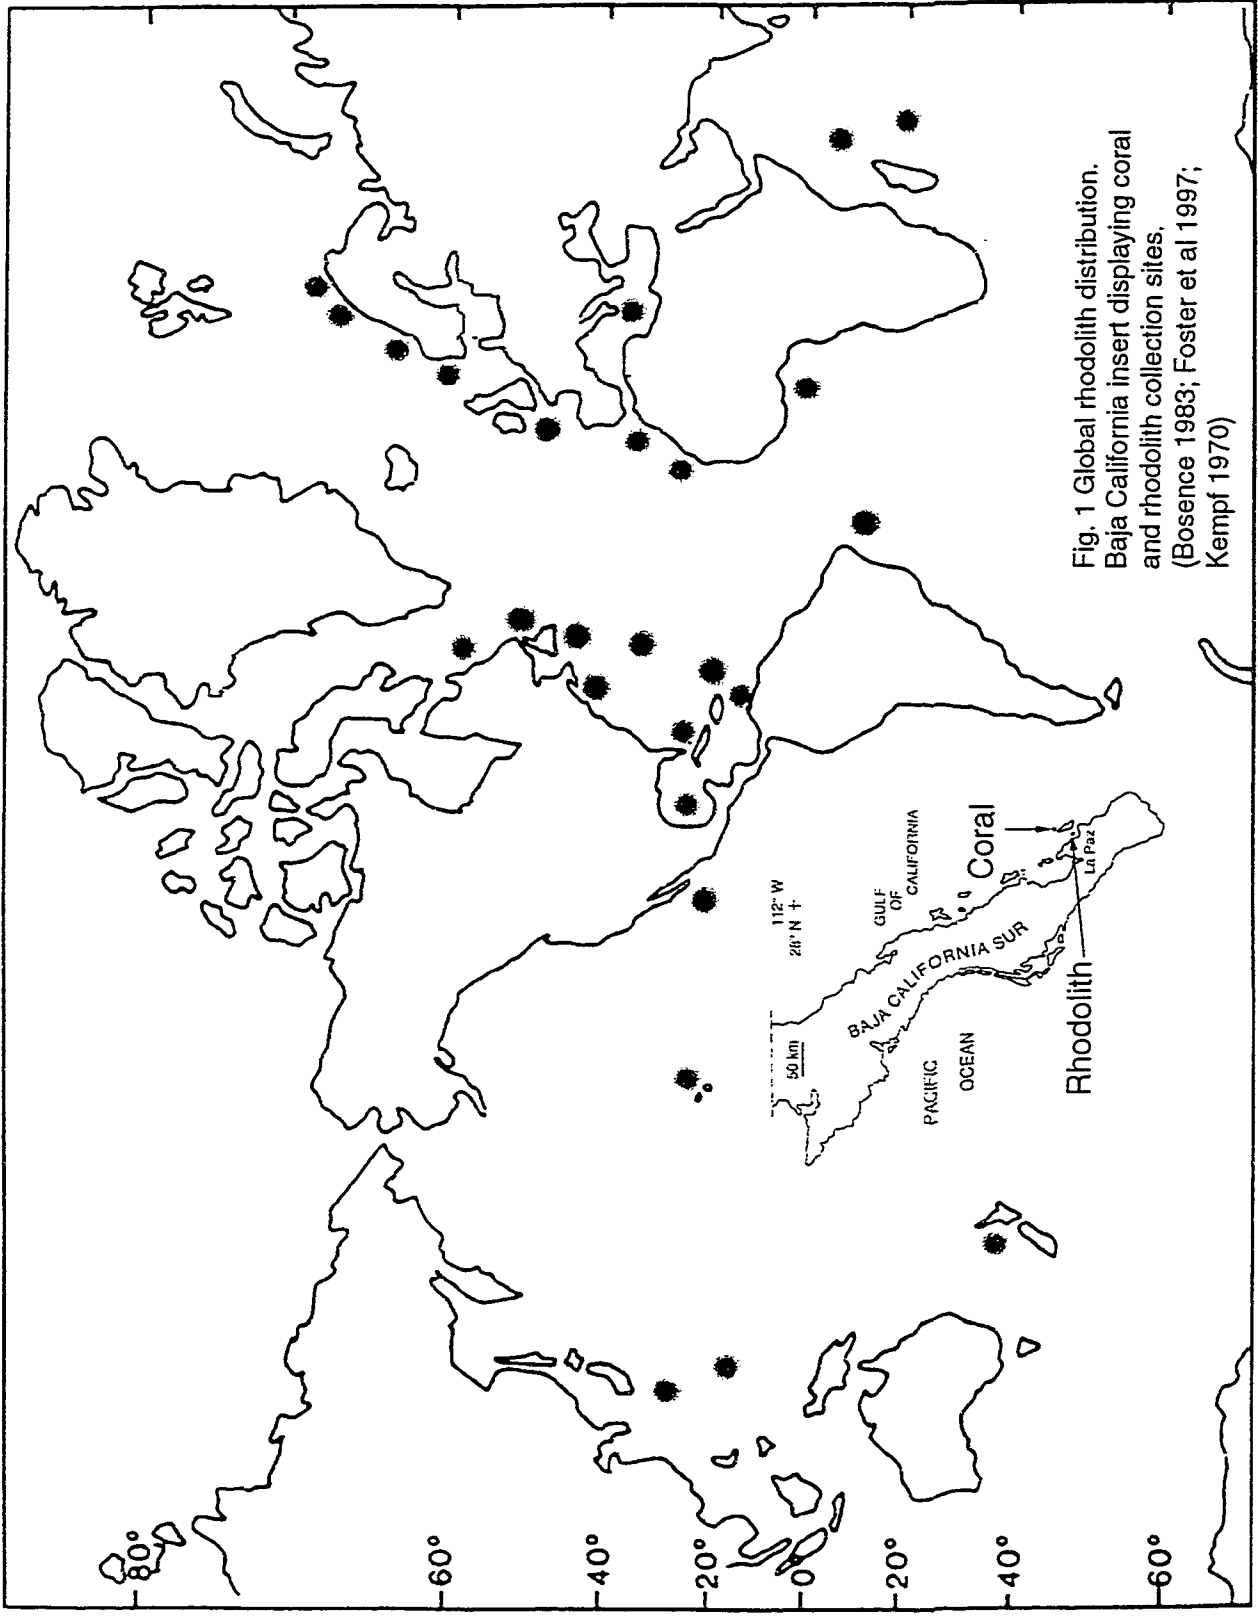 80°
60°
40°
20°
0°
20°
40°
60°
112° W
28° N +
GULF
OF
CALIFORNIA
50 km
BAJA CALIFORNIA SUR
PACIFIC
OCEAN
Coral
La Paz
Rhodolith
Fig. 1 Global rhodolith distribution.
Baja California insert displaying coral
and rhodolith collection sites.
(Bosence 1983; Foster et al 1997;
Kempf 1970)